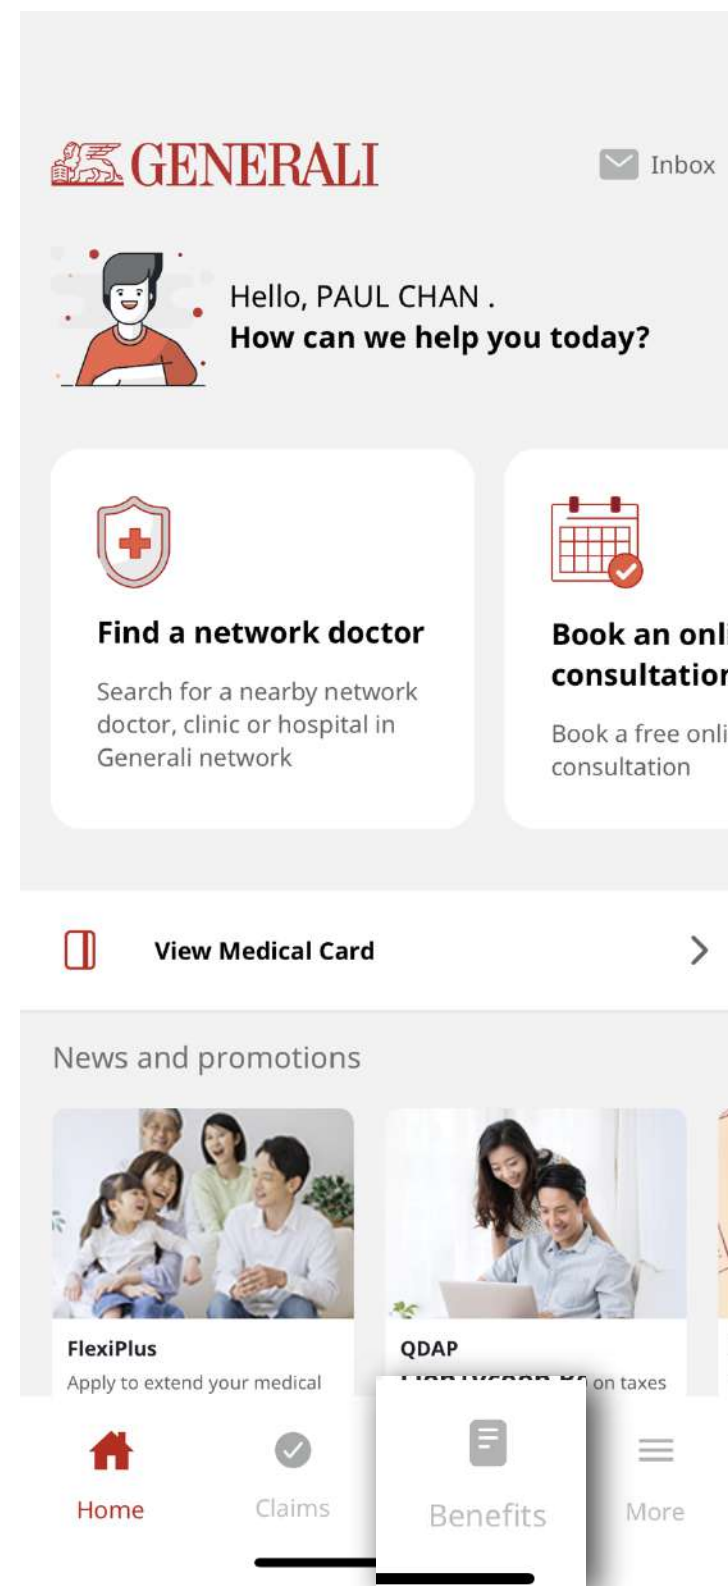 GENERALI
Inbox
Hello, PAUL CHAN .
How can we help you today?
Find a network doctor
Search for a nearby network
doctor, clinic or hospital in
Generali network
Book an onli
consultation
Book a free onli
consultation
View Medical Card
News and promotions
FlexiPlus
Apply to extend your medical
QDAP
on taxes
Home
Claims
Benefits
More